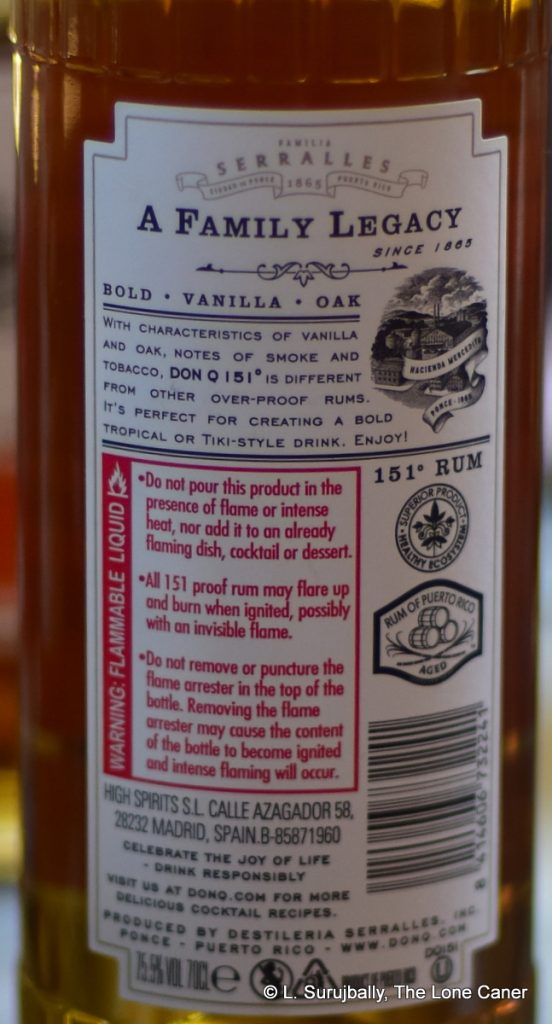 FAMILIA
SERRALLES
CIUDAD DE PONCE 1865 PUERTO RICO
A FAMILY LEGACY
SINCE 1865
BOLD · VANILLA · OAK
WITH CHARACTERISTICS OF VANILLA
AND OAK, NOTES OF SMOKE AND
TOBACCO, DON Q 151° IS DIFFERENT
FROM OTHER OVER-PROOF RUMS.
IT'S PERFECT FOR CREATING A BOLD
TROPICAL OR TIKI-STYLE DRINK. ENJOY!
HACIENDA MERCEDITA
PONCE · 1865
WARNING: FLAMMABLE LIQUID
•Do not pour this product in the
presence of flame or intense
heat, nor add it to an already
flaming dish, cocktail or dessert.
•All 151 proof rum may flare up
and burn when ignited, possibly
with an invisible flame.
•Do not remove or puncture the
flame arrester in the top of the
bottle. Removing the flame
arrester may cause the content
of the bottle to become ignited
and intense flaming will occur.
151° RUM
SUPERIOR PRODUCT
HEALTHY ECOSYSTEM
RUM OF PUERTO RICO
AGED
8 414606 732241
HIGH SPIRITS S.L. CALLE AZAGADOR 58,
28232 MADRID, SPAIN.B-85871960
CELEBRATE THE JOY OF LIFE
- DRINK RESPONSIBLY
VISIT US AT DONQ.COM FOR MORE
DELICIOUS COCKTAIL RECIPES.
PRODUCED BY DESTILERIA SERRALLES, INC.
PONCE - PUERTO RICO - WWW.DONQ.COM
75.5% VOL 70CL e
U
© L. Surujbally, The Lone Caner